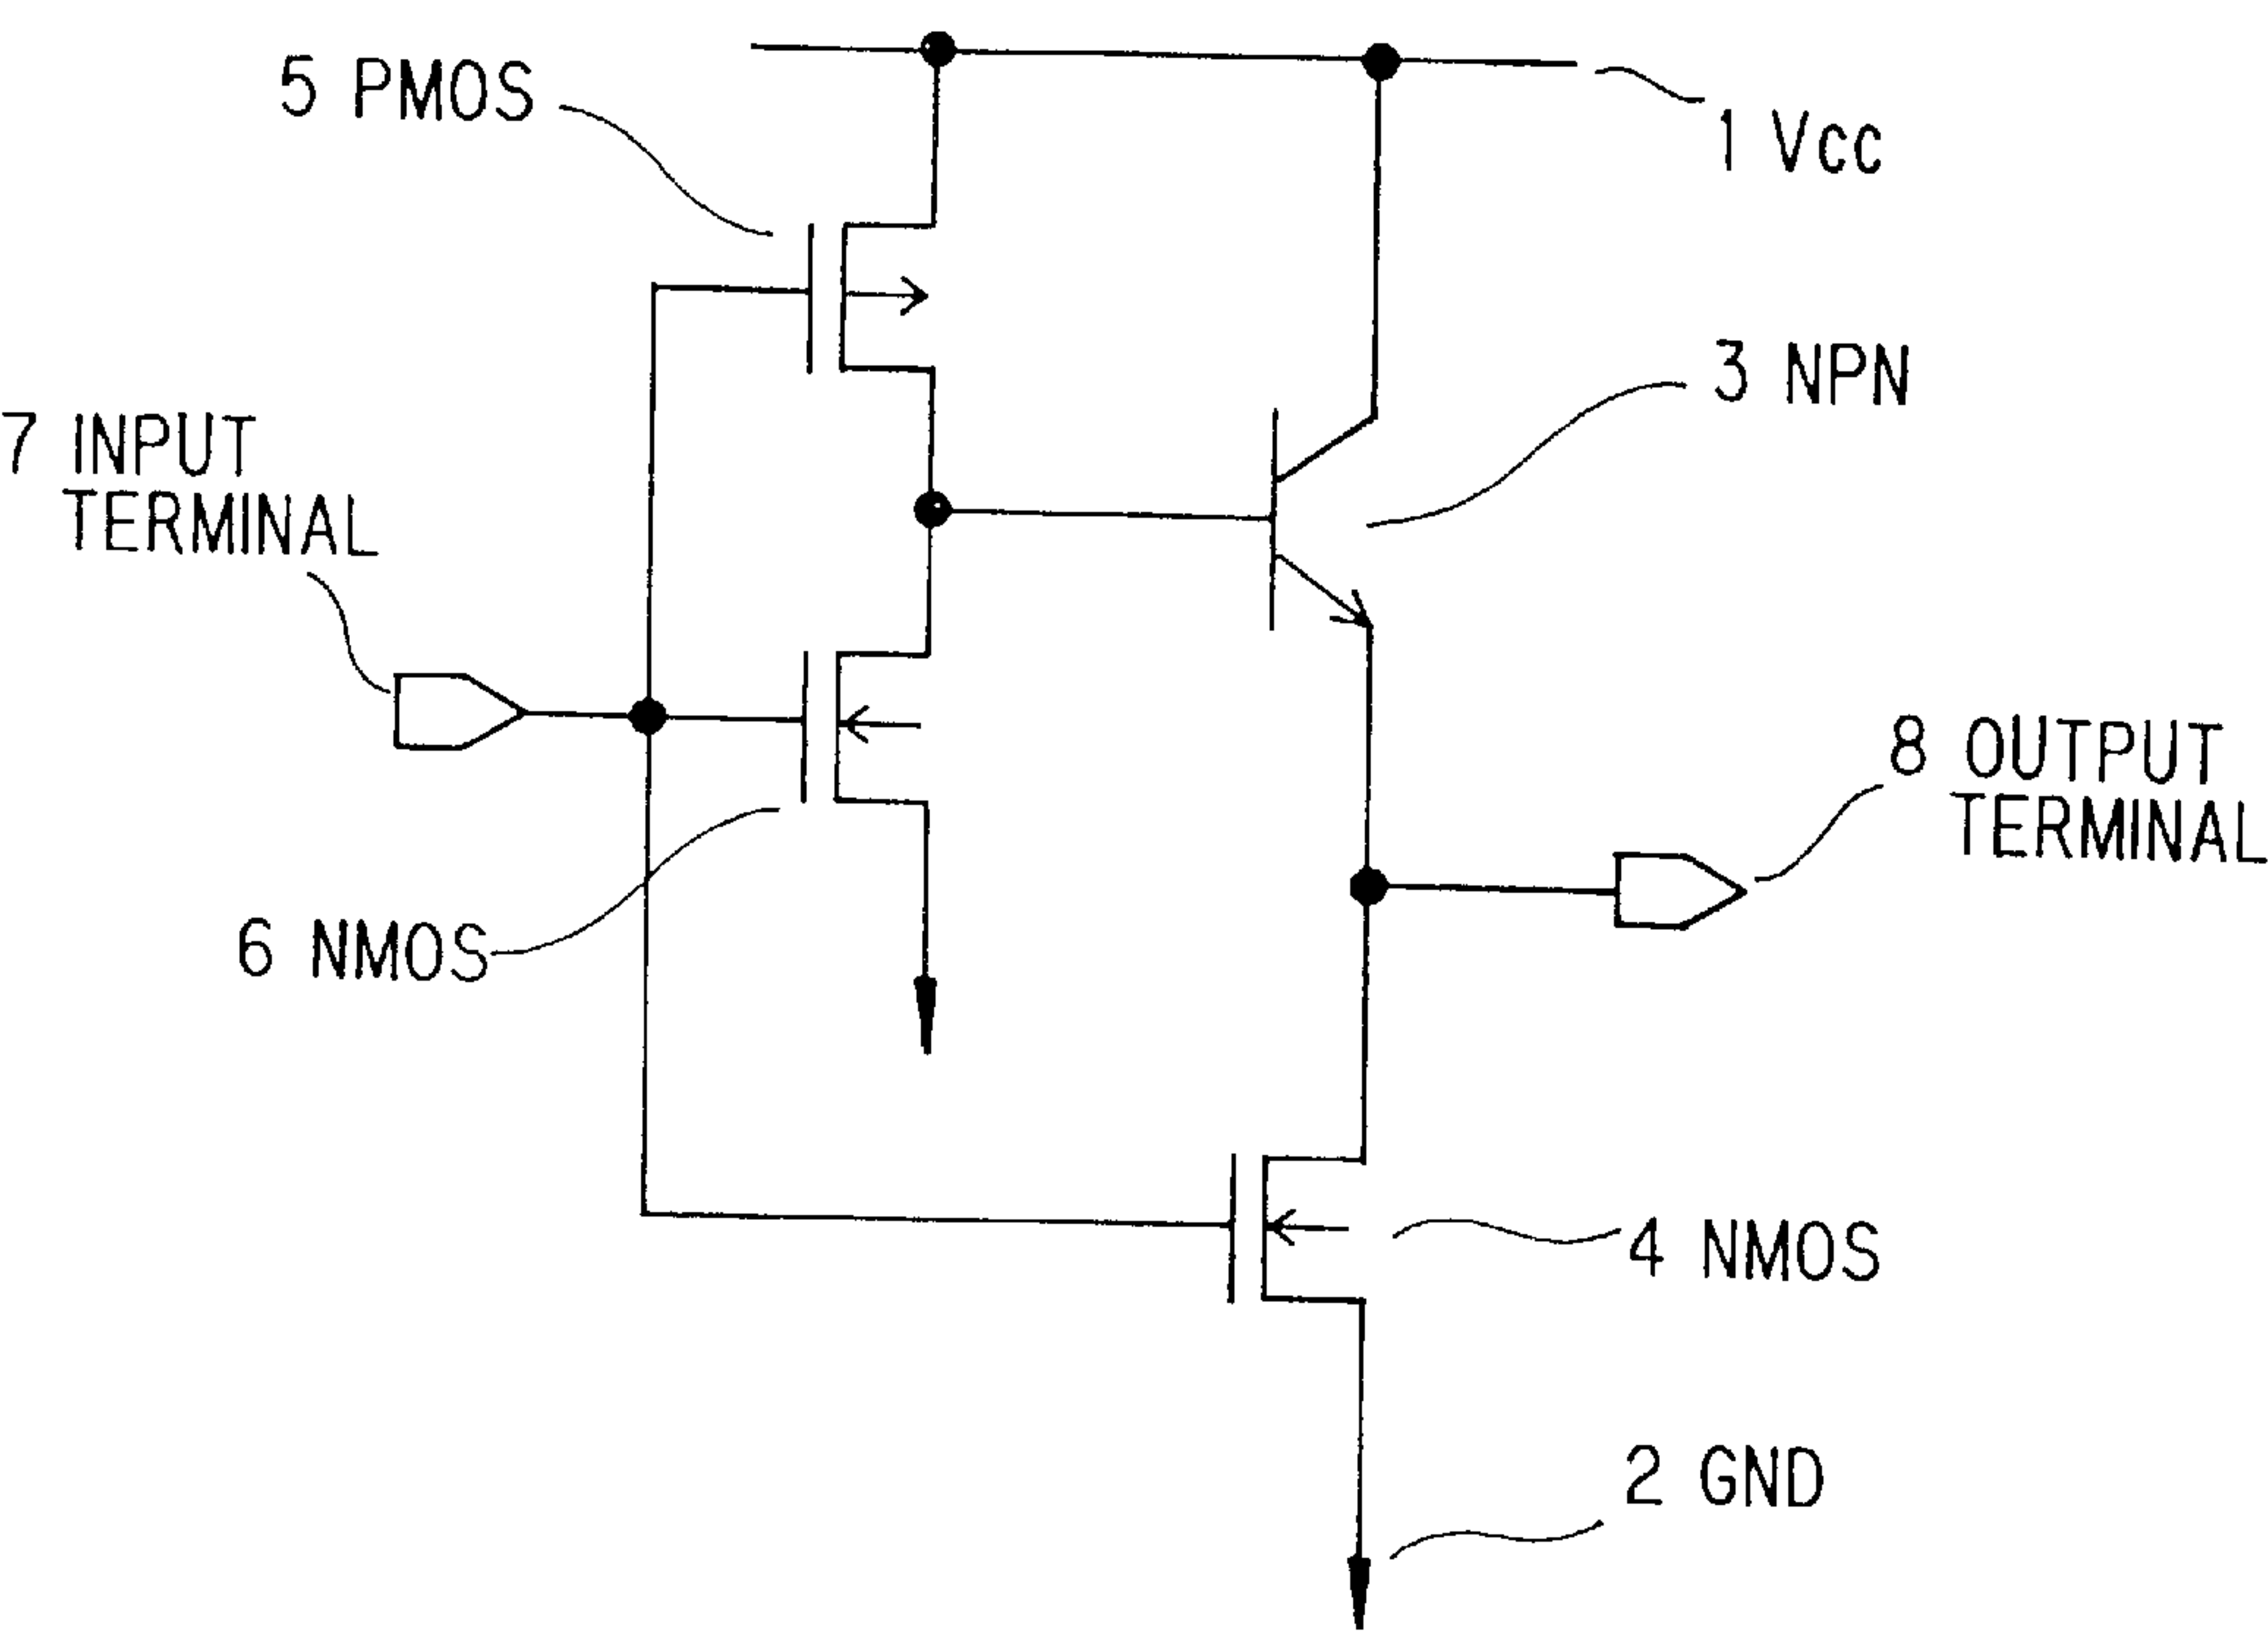 5 PMOS
1 Vcc
3 NPN
7 INPUT
TERMINAL
8 OUTPUT
TERMINAL
6 NMOS
4 NMOS
2 GND